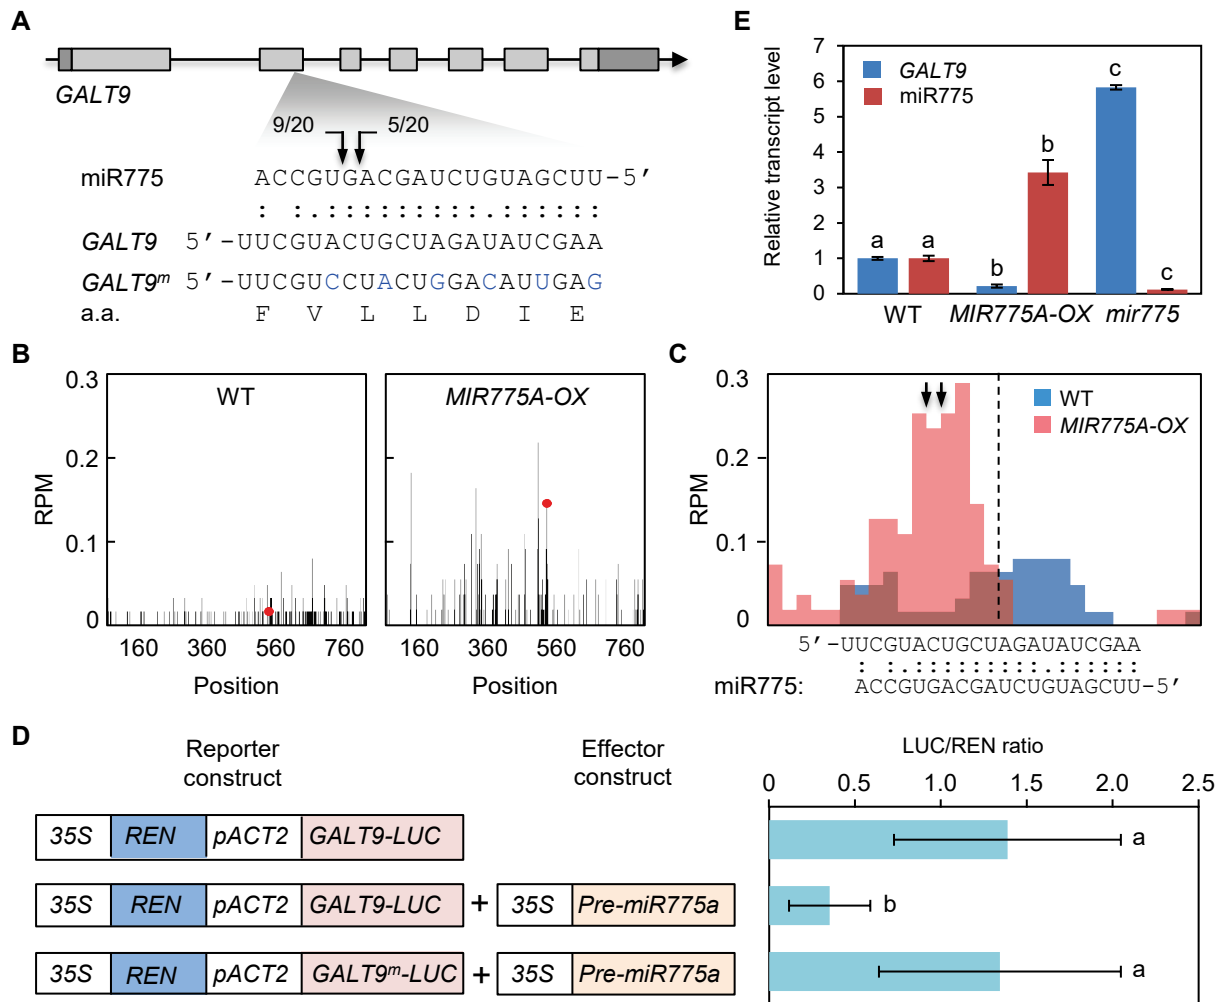 A
GALT9
9/20 5/20
miR775 ACCGUGACGAUCUGUAGCUU-5′
: :.::::::::.::::::
GALT9 5′-UUCGUACUGCUAGAUAUCGAA
GALT9m 5′-UUCGUCCUACUGGACAUUGAG
a.a. F V L L D I E
E
Relative transcript level
7
6
5
4
3
2
1
0
GALT9
miR775
a a b b c c
WT MIR775A-OX mir775
B
RPM
0.3
0.2
0.1
0
WT MIR775A-OX
160 360 560 760 160 360 560 760
Position Position
C
RPM
0.3
0.2
0.1
0
WT
MIR775A-OX
5′-UUCGUACUGCUAGAUAUCGAA
: :.::::::::.::::::
miR775: ACCGUGACGAUCUGUAGCUU-5′
D
Reporter construct
Effector construct
LUC/REN ratio
0 0.5 1.0 1.5 2.0 2.5
35S REN pACT2 GALT9-LUC a
35S REN pACT2 GALT9-LUC + 35S Pre-miR775a b
35S REN pACT2 GALT9m-LUC + 35S Pre-miR775a a